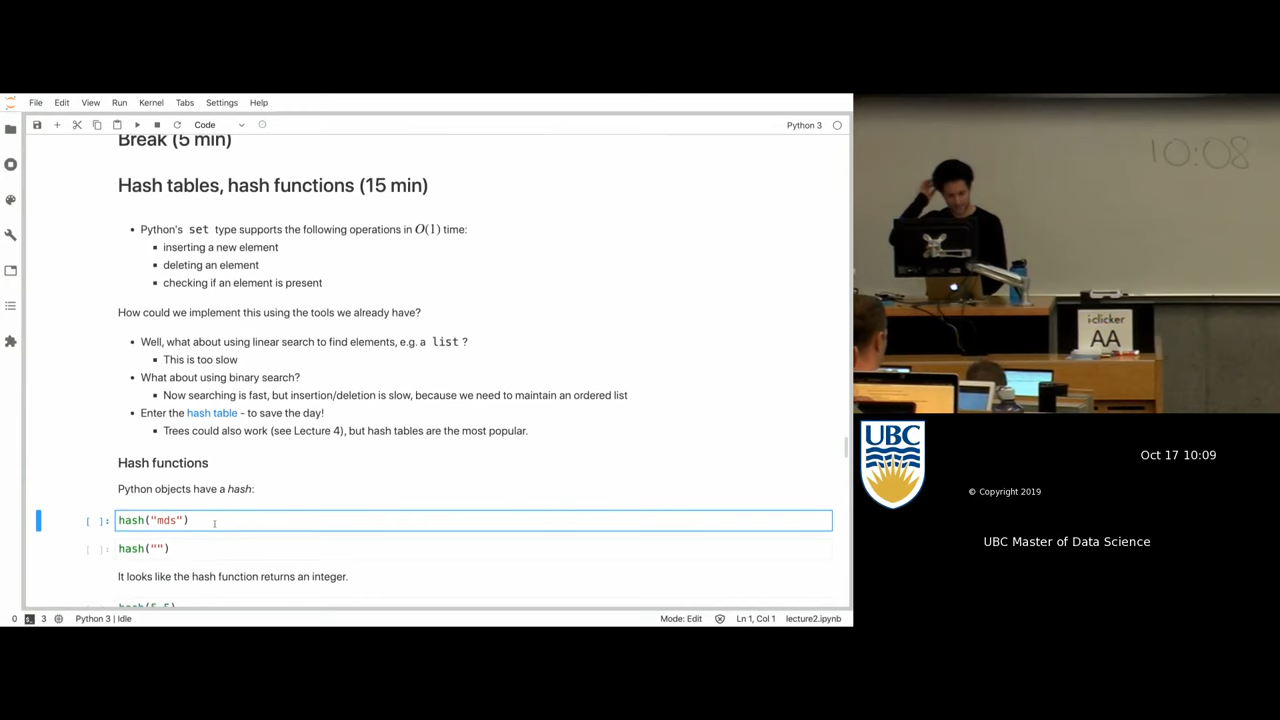 File Edit View Run Kernel Tabs Settings Help
Code
Python 3
Break (5 min)
Hash tables, hash functions (15 min)
• Python's set type supports the following operations in O(1) time:
▪ inserting a new element
▪ deleting an element
▪ checking if an element is present
How could we implement this using the tools we already have?
• Well, what about using linear search to find elements, e.g. a list ?
▪ This is too slow
• What about using binary search?
▪ Now searching is fast, but insertion/deletion is slow, because we need to maintain an ordered list
• Enter the hash table - to save the day!
▪ Trees could also work (see Lecture 4), but hash tables are the most popular.
Hash functions
Python objects have a hash:
[ ]: hash("mds")
[ ]: hash("")
It looks like the hash function returns an integer.
hash(5.5)
0 3 Python 3 | Idle
Mode: Edit Ln 1, Col 1 lecture2.ipynb
10:08
iclicker
AA
UBC
Oct 17 10:09
© Copyright 2019
UBC Master of Data Science